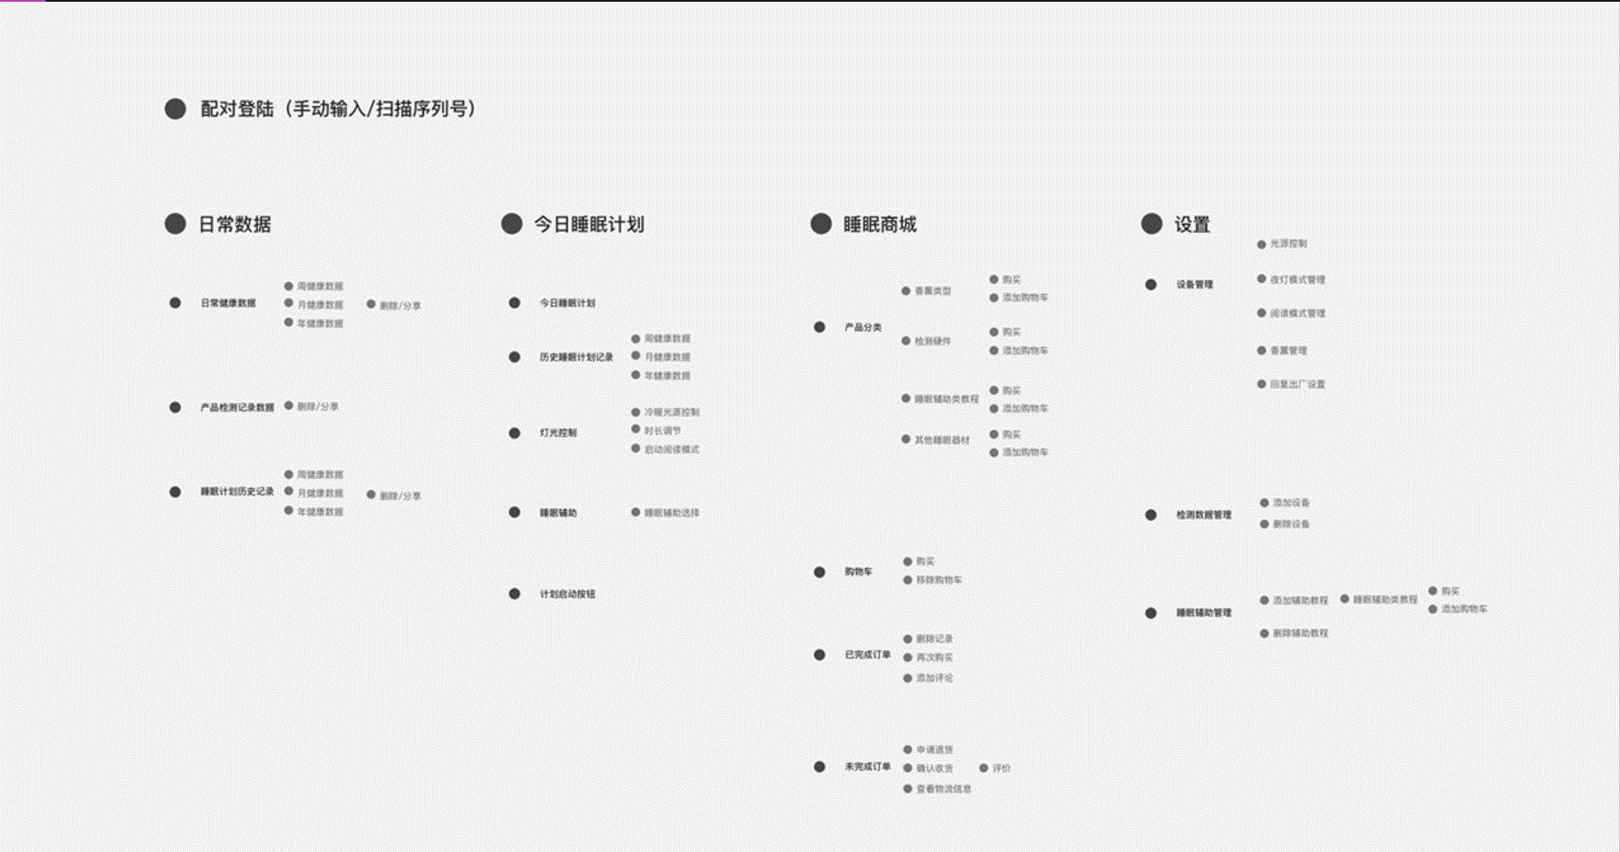 配对登陆（手动输入/扫描序列号）
日常数据
日常健康数据
周健康数据
月健康数据
年健康数据
删除/分享
产品检测记录数据
删除/分享
睡眠计划历史记录
周健康数据
月健康数据
年健康数据
删除/分享
今日睡眠计划
今日睡眠计划
历史睡眠计划记录
周健康数据
月健康数据
年健康数据
灯光控制
冷暖光源控制
时长调节
启动阅读模式
睡眠辅助
睡眠辅助选择
计划启动按钮
睡眠商城
产品分类
香薰类型
购买
添加购物车
检测硬件
购买
添加购物车
睡眠辅助类教程
购买
添加购物车
其他睡眠器材
购买
添加购物车
购物车
购买
移除购物车
已完成订单
删除记录
再次购买
添加评论
未完成订单
申请退货
确认收货
评价
查看物流信息
设置
设备管理
光源控制
夜灯模式管理
阅读模式管理
香薰管理
回复出厂设置
检测数据管理
添加设备
删除设备
睡眠辅助管理
添加辅助教程
睡眠辅助类教程
购买
添加购物车
删除辅助教程